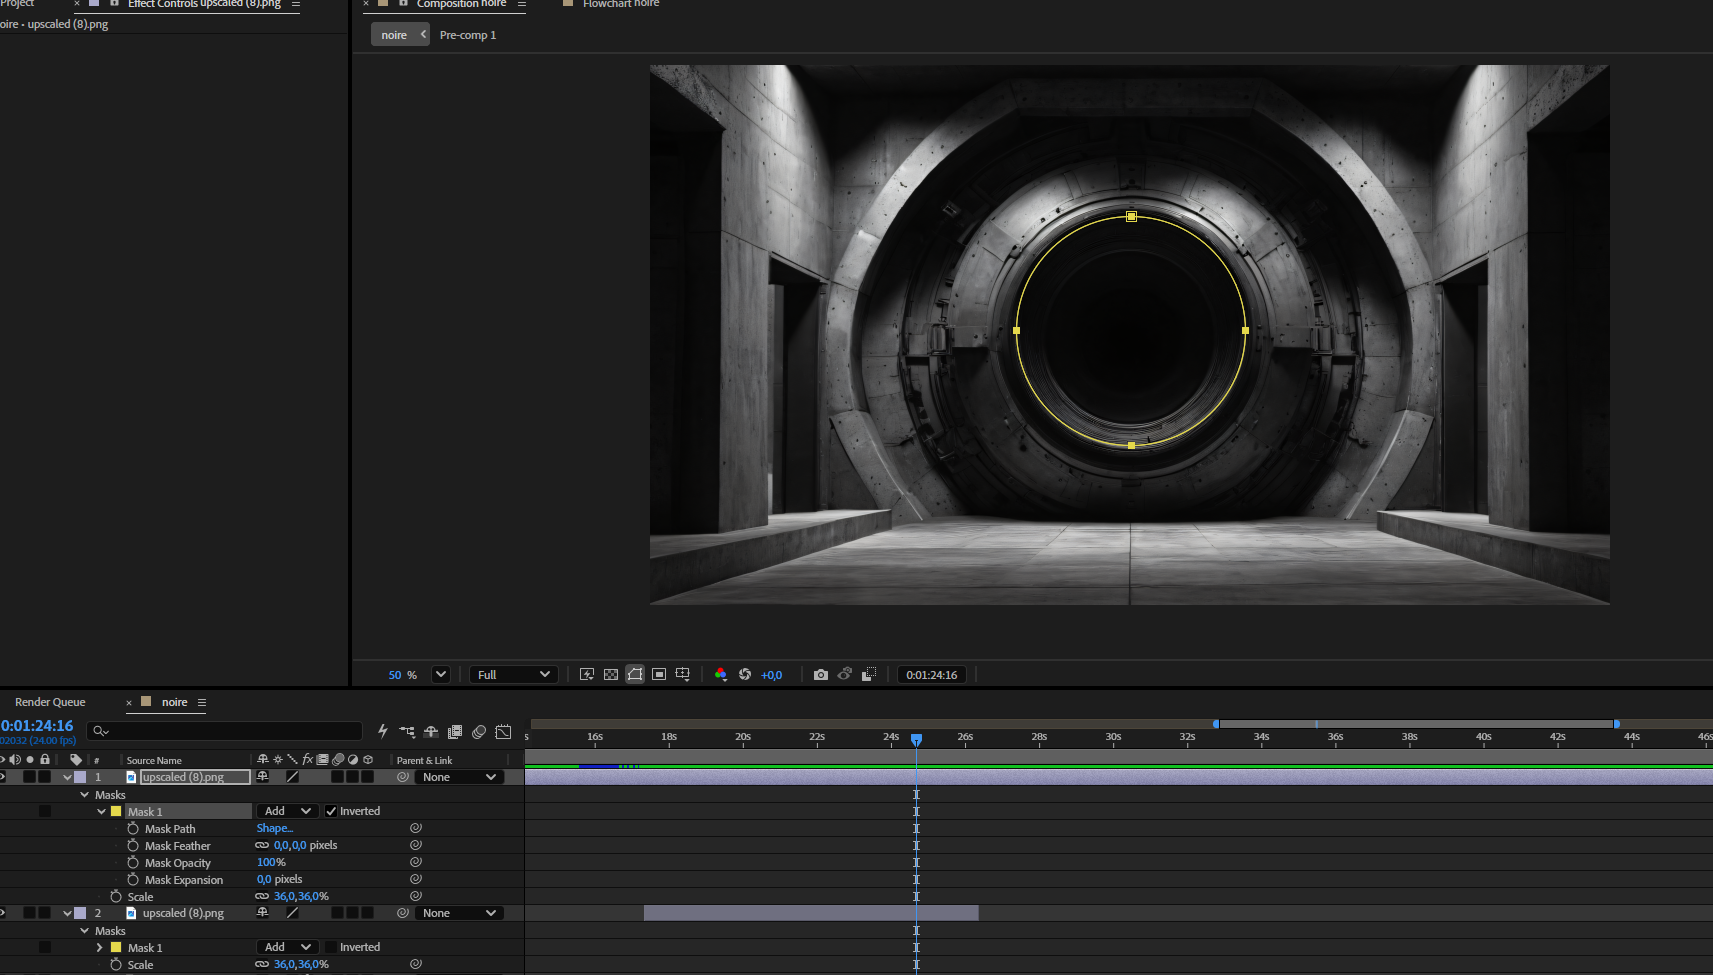 Project
Effect Controls upscaled (8).png
Composition noire
Flowchart noire
oire • upscaled (8).png
noire
Pre-comp 1
50 %
Full
+0,0
0:01:24:16
Render Queue
noire
0:01:24:16
02032 (24.00 fps)
s 16s 18s 20s 22s 24s 26s 28s 30s 32s 34s 36s 38s 40s 42s 44s 46s
# Source Name fx Parent & Link
1 upscaled (8).png None
Masks
Mask 1 Add Inverted
Mask Path Shape...
Mask Feather 0,0,0,0 pixels
Mask Opacity 100%
Mask Expansion 0,0 pixels
Scale 36,0,36,0%
2 upscaled (8).png None
Masks
Mask 1 Add Inverted
Scale 36,0,36,0%